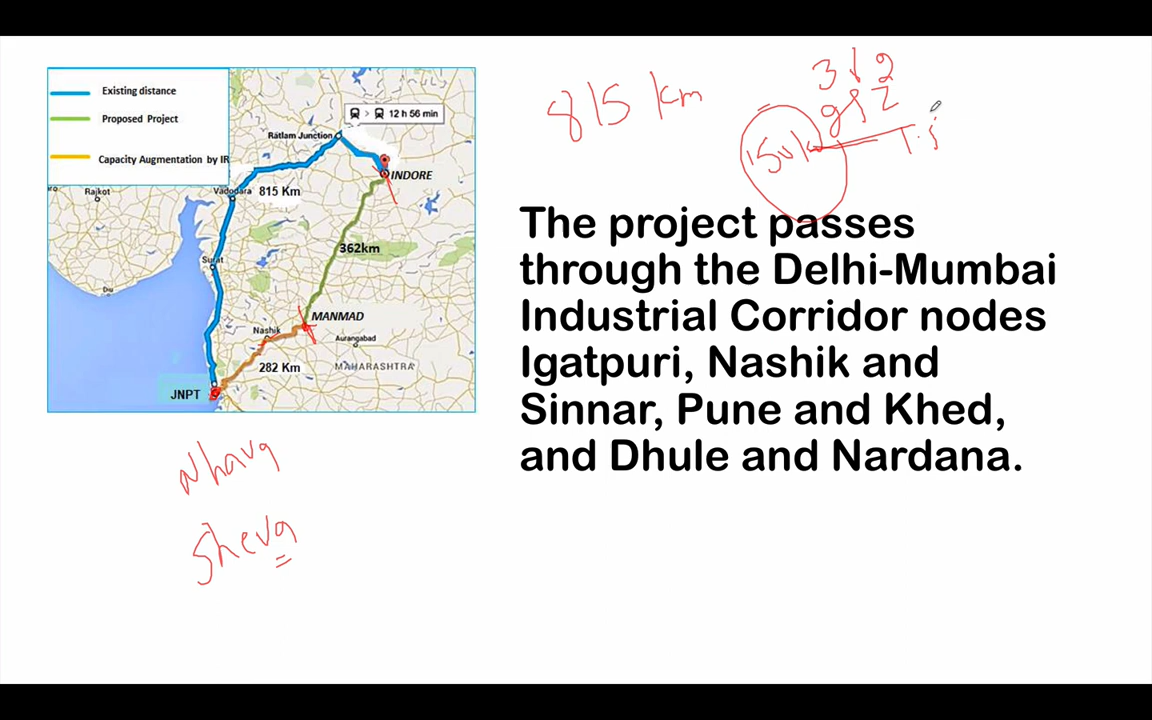 Existing distance
Proposed Project
Capacity Augmentation by IR
12 h 56 min
Ratlam Junction
INDORE
Rajkot
Vadodara
815 Km
362km
Surat
Diu
MANMAD
Nashik
Aurangabad
282 Km
MAHARASHTRA
JNPT
815 km
The project passes
through the Delhi-Mumbai
Industrial Corridor nodes
Igatpuri, Nashik and
Sinnar, Pune and Khed,
and Dhule and Nardana.
Nhava
Sheva